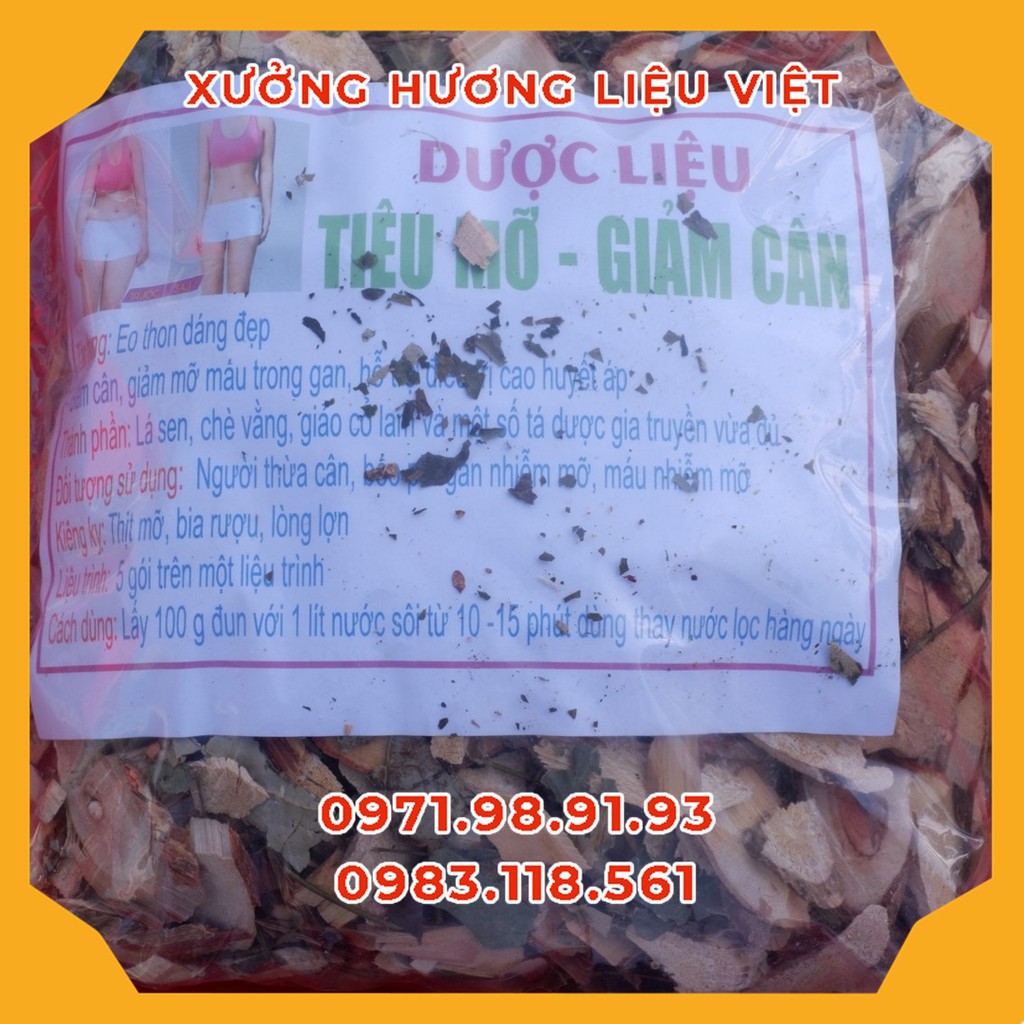 XƯỞNG HƯƠNG LIỆU VIỆT
DƯỢC LIỆU
TIÊU MỠ - GIẢM CÂN
Eo thon dáng đẹp
cân, giảm mỡ máu trong gan, cao huyết áp
Thành phần: Lá sen, chè vằng, giảo cổ lam và một số tá dược gia truyền vừa đủ
Đối tượng sử dụng: Người thừa cân, gan nhiễm mỡ, máu nhiễm mỡ
Kiêng kỵ: Thịt mỡ, bia rượu, lòng lợn
Liệu trình: 5 gói trên một liệu trình
Cách dùng: Lấy 100 g đun với 1 lít nước sôi từ 10 -15 phút dùng thay nước lọc hàng ngày
0971.98.91.93
0983.118.561